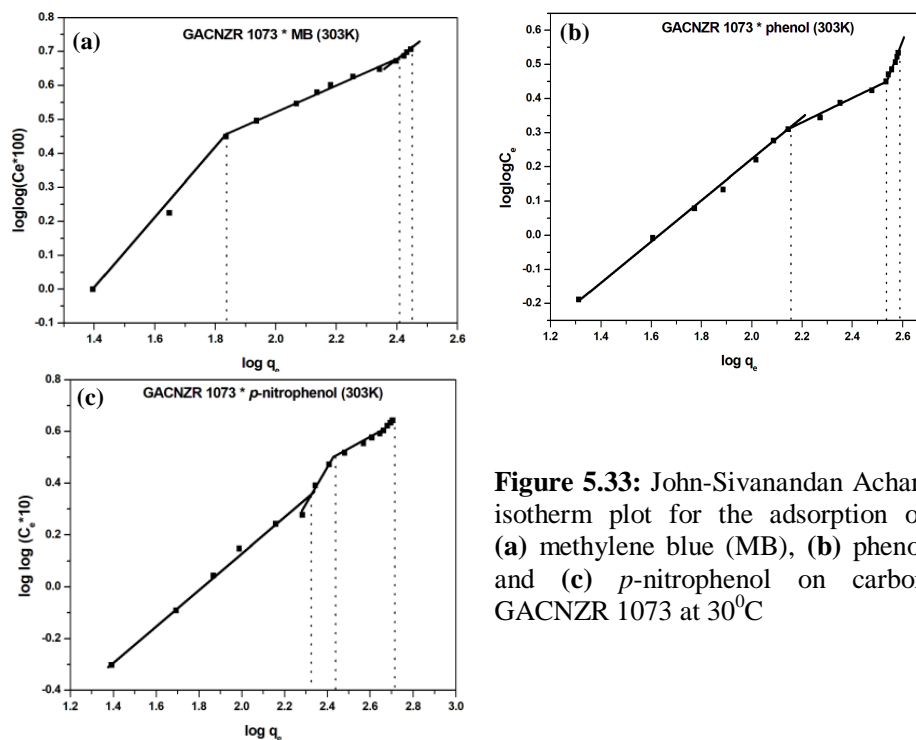 (a)
GACNZR 1073 * MB (303K)
loglog(Ce*100)
0.8
0.7
0.6
0.5
0.4
0.3
0.2
0.1
0.0
-0.1
1.4 1.6 1.8 2.0 2.2 2.4 2.6
log qₑ
(b)
GACNZR 1073 * phenol (303K)
loglogCₑ
0.6
0.5
0.4
0.3
0.2
0.1
0.0
-0.1
-0.2
1.2 1.4 1.6 1.8 2.0 2.2 2.4 2.6
log qₑ
(c)
GACNZR 1073 * p-nitrophenol (303K)
log log (Cₑ*10)
0.8
0.6
0.4
0.2
0.0
-0.2
-0.4
1.2 1.4 1.6 1.8 2.0 2.2 2.4 2.6 2.8 3.0
log qₑ
Figure 5.33: John-Sivanandan Achari
isotherm plot for the adsorption o
(a) methylene blue (MB), (b) pheno
and (c) p-nitrophenol on carbon
GACNZR 1073 at 30⁰C